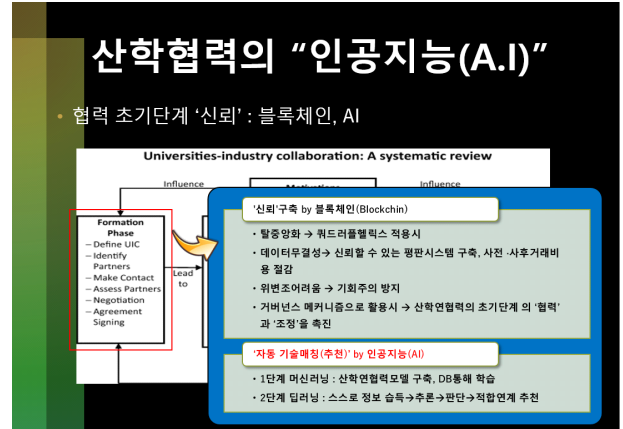 산학협력의 “인공지능(A.I)”
• 협력 초기단계 ‘신뢰’ : 블록체인, AI
Universities-industry collaboration: A systematic review
Influence
Influence
Formation
Phase
– Define UIC
– Identify
Partners
– Make Contact
– Assess Partners
– Negotiation
– Agreement
Signing
Lead
to
'신뢰'구축 by 블록체인(Blockchin)
• 탈중앙화 → 쿼드러플헬릭스 적용시
• 데이터무결성→ 신뢰할 수 있는 평판시스템 구축, 사전 ·사후거래비
용 절감
• 위변조어려움 → 기회주의 방지
• 거버넌스 메커니즘으로 활용시 → 산학연협력의 초기단계 의 ‘협력’
과 ‘조정’을 촉진
'자동 기술매칭(추천)' by 인공지능(AI)
• 1단계 머신러닝 : 산학연협력모델 구축, DB통해 학습
• 2단계 딥러닝 : 스스로 정보 습득→추론→판단→적합연계 추천